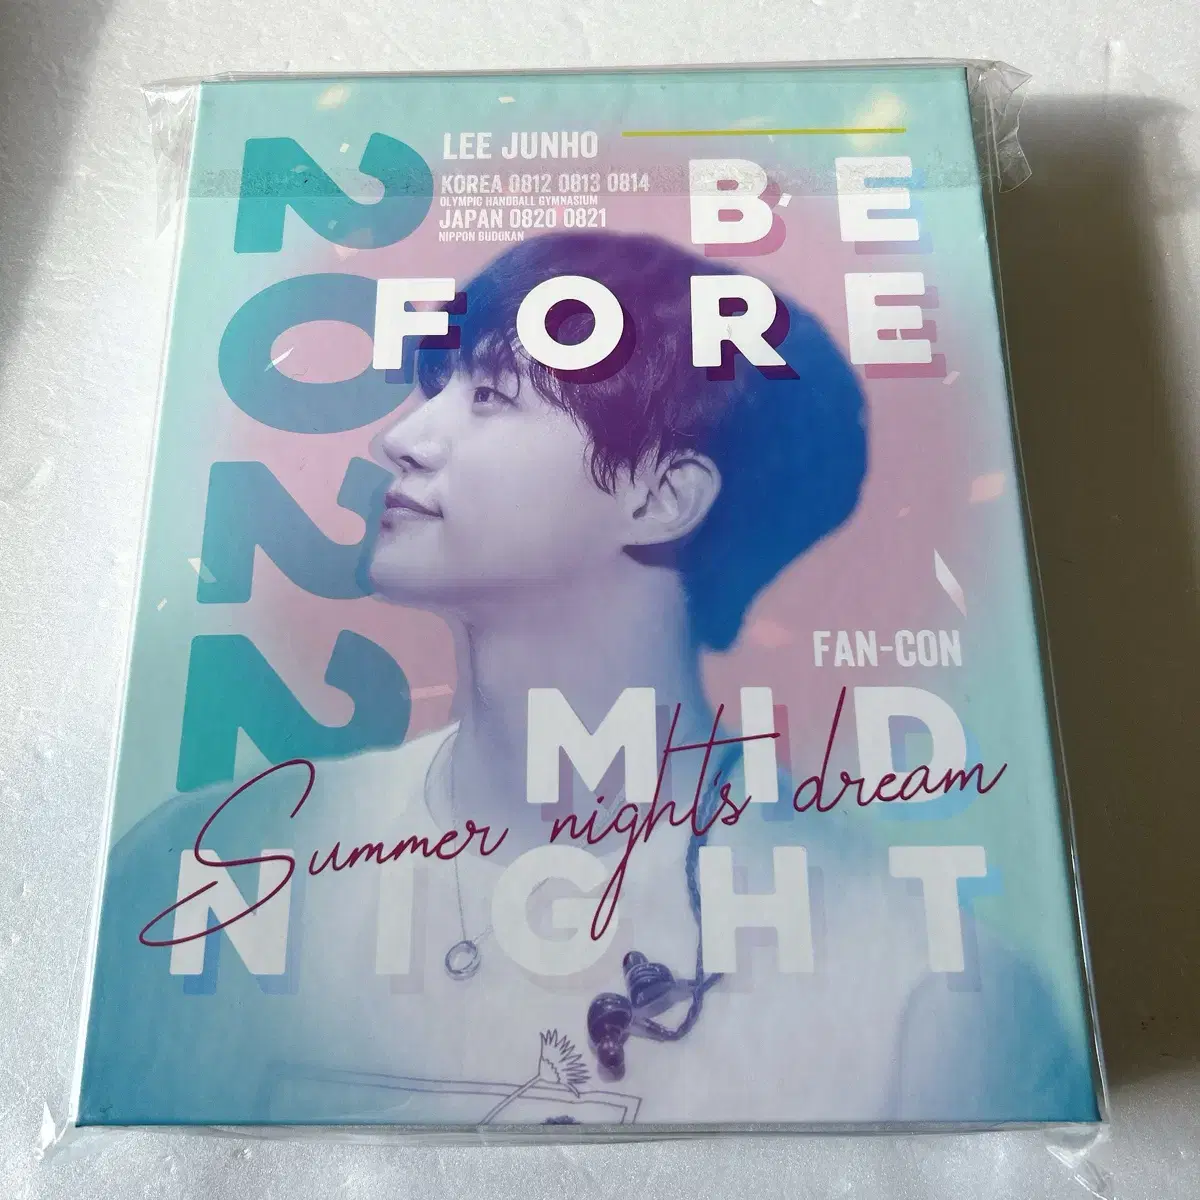 2022
LEE JUNHO
KOREA 0812 0813 0814
OLYMPIC HANDBALL GYMNASIUM
JAPAN 0820 0821
NIPPON BUDOKAN
BE
FORE
FAN-CON
MID
Summer night's dream
NIGHT